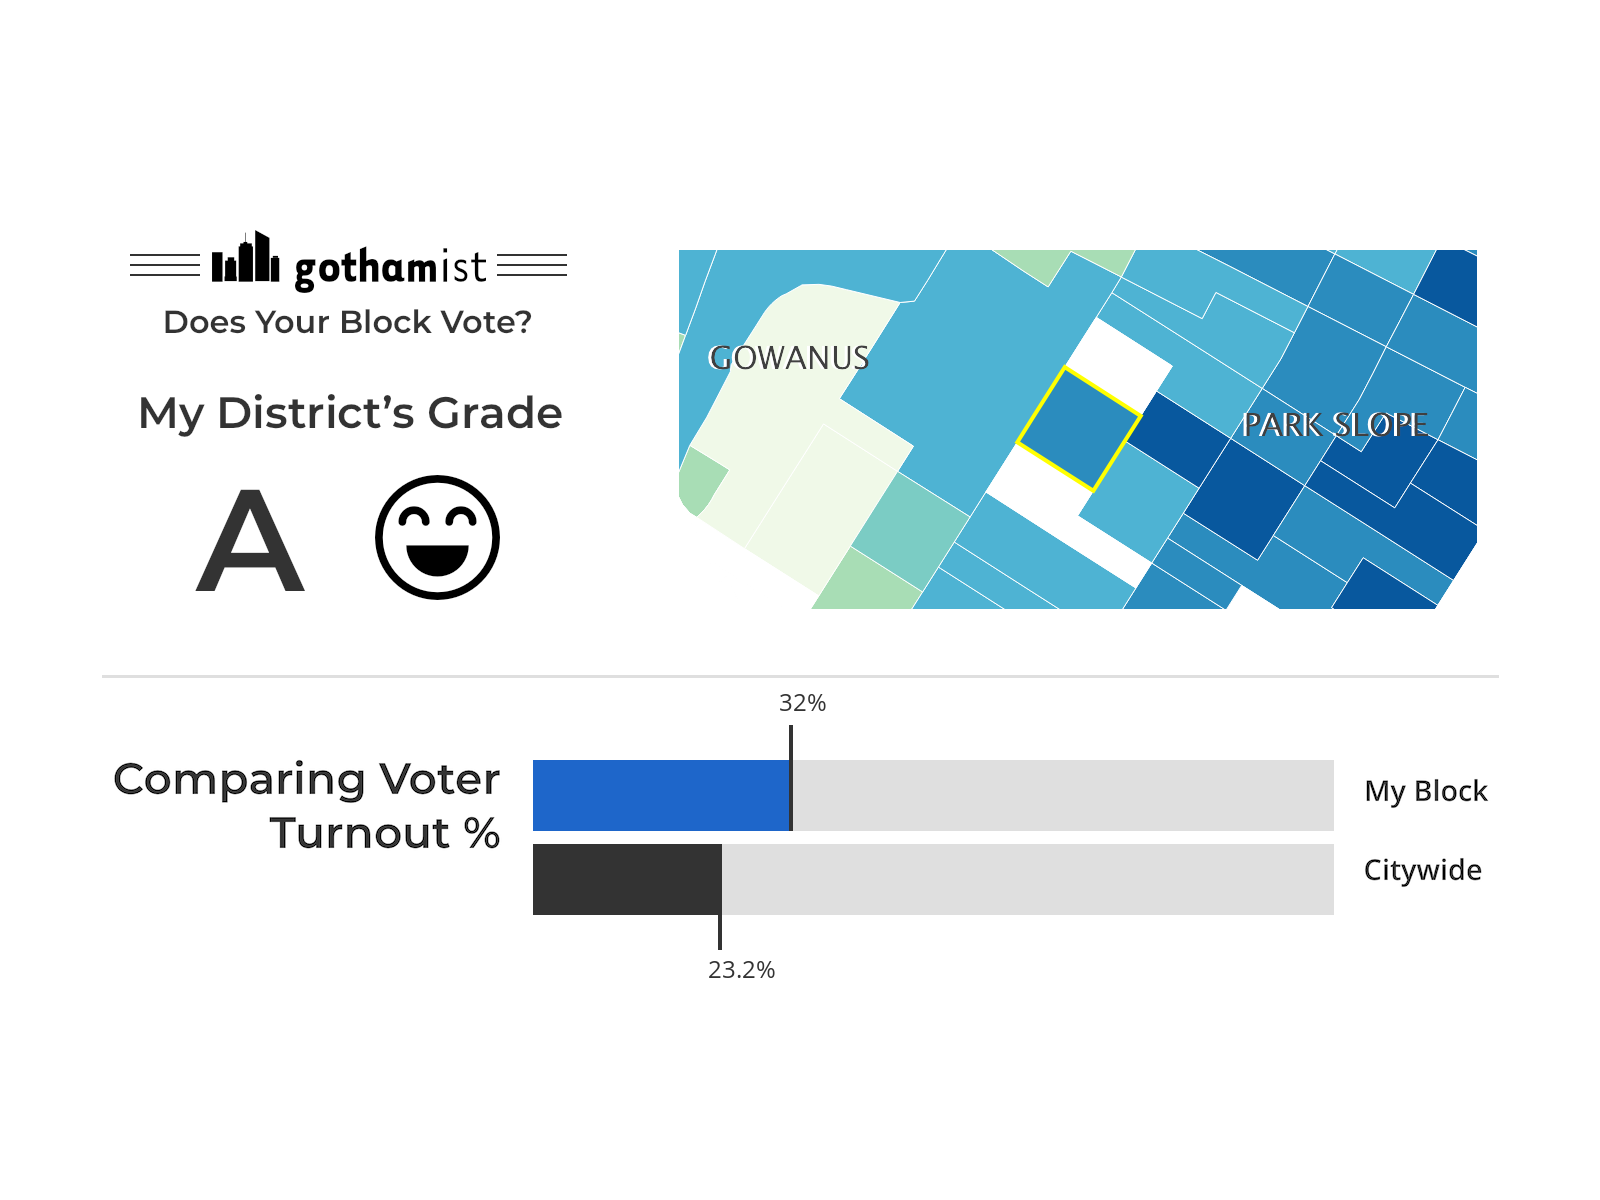 gothamist
Does Your Block Vote?
My District’s Grade
A
GOWANUS
PARK SLOPE
32%
Comparing Voter
Turnout %
My Block
Citywide
23.2%